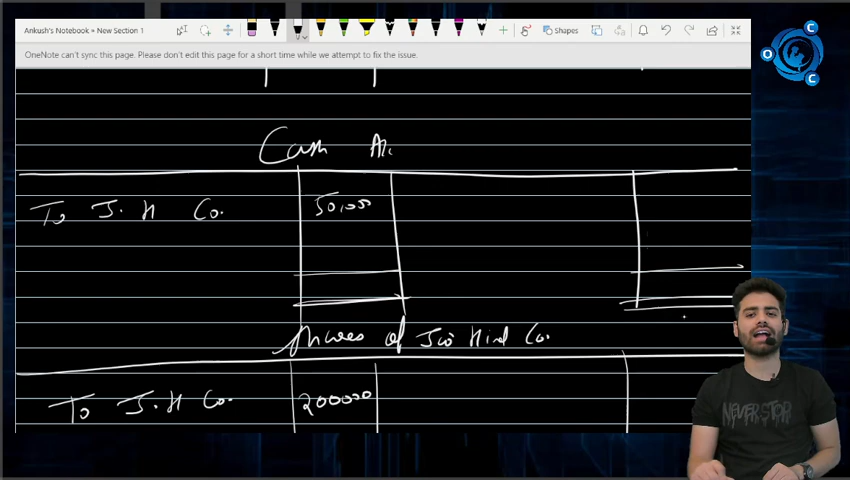 Ankush's Notebook » New Section 1
Shapes
OneNote can't sync this page. Please don't edit this page for a short time while we attempt to fix the issue.
O C C
Cash A/c
To J. H Co. 50,000
Shares of Jio Hind Co.
To J. H Co. 200000
NEVER STOP